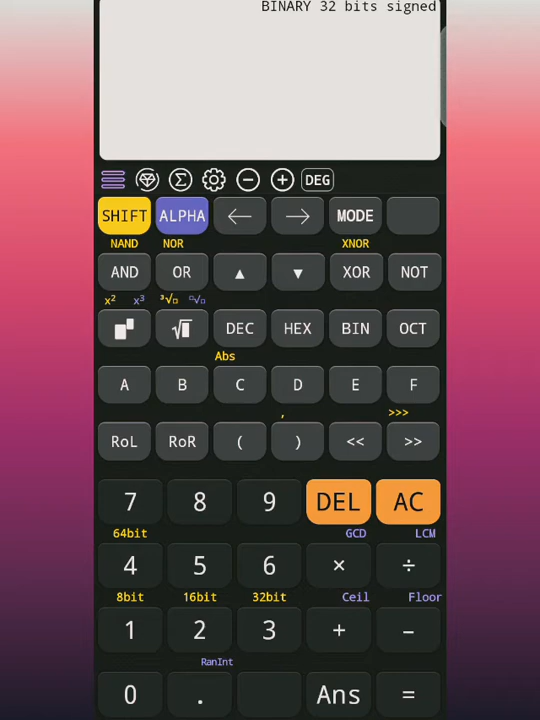 BINARY 32 bits signed
DEG
SHIFT ALPHA ← → MODE
NAND NOR XNOR
AND OR ▲ ▼ XOR NOT
x² x³ ³√□ □√□
√ DEC HEX BIN OCT
Abs
A B C D E F
, >>>
RoL RoR ( ) << >>
7 8 9 DEL AC
64bit GCD LCM
4 5 6 × ÷
8bit 16bit 32bit Ceil Floor
1 2 3 + −
RanInt
0 . Ans =